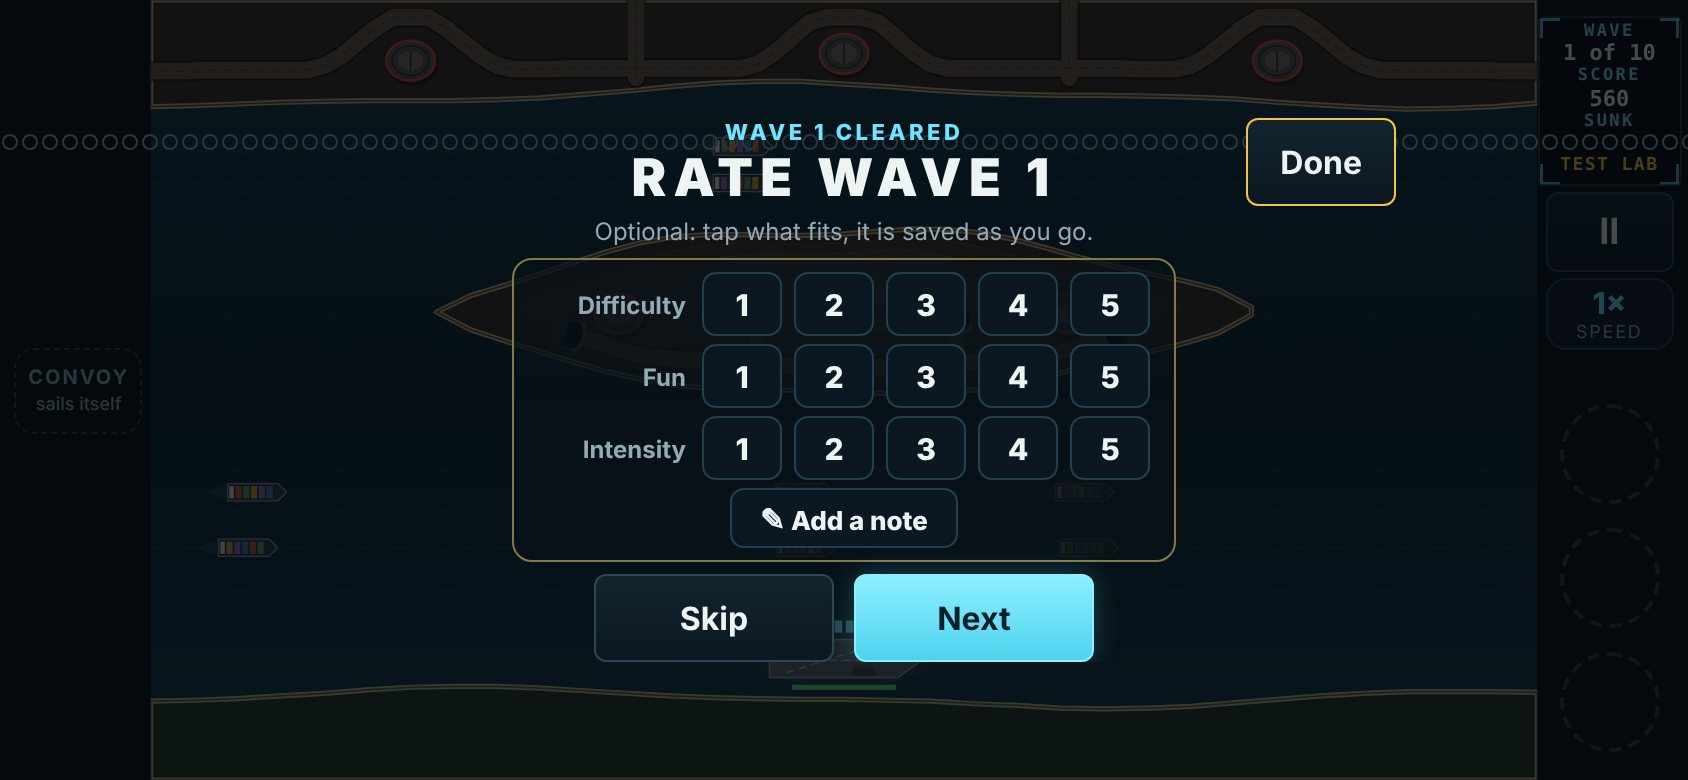 WAVE
1 of 10
SCORE
560
SUNK
TEST LAB
WAVE 1 CLEARED
RATE WAVE 1
Done
Optional: tap what fits, it is saved as you go.
Difficulty 1 2 3 4 5
Fun 1 2 3 4 5
Intensity 1 2 3 4 5
✎ Add a note
Skip
Next
CONVOY
sails itself
1×
SPEED